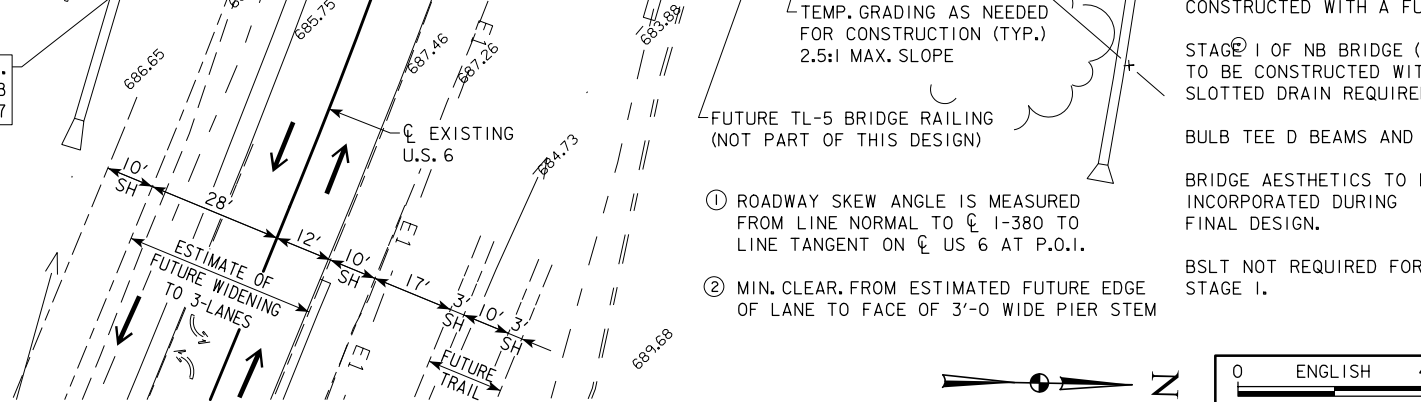 685.75
687.46
687.26
683.88
686.65
684.73
689.68
℄ EXISTING
U.S. 6
10'
SH
28'
12'
10'
SH
17'
3'
SH
10'
3'
SH
ESTIMATE OF
FUTURE WIDENING
TO 3-LANES
FUTURE
TRAIL
E1
E1
E1
TEMP. GRADING AS NEEDED
FOR CONSTRUCTION (TYP.)
2.5:1 MAX. SLOPE
FUTURE TL-5 BRIDGE RAILING
(NOT PART OF THIS DESIGN)
① ROADWAY SKEW ANGLE IS MEASURED
FROM LINE NORMAL TO ℄ I-380 TO
LINE TANGENT ON ℄ US 6 AT P.O.I.
② MIN. CLEAR. FROM ESTIMATED FUTURE EDGE
OF LANE TO FACE OF 3'-0 WIDE PIER STEM
CONSTRUCTED WITH A FU
STAGE 1 OF NB BRIDGE (
TO BE CONSTRUCTED WIT
SLOTTED DRAIN REQUIRE
BULB TEE D BEAMS AND
BRIDGE AESTHETICS TO
INCORPORATED DURING
FINAL DESIGN.
BSLT NOT REQUIRED FOR
STAGE 1.
N
0 ENGLISH